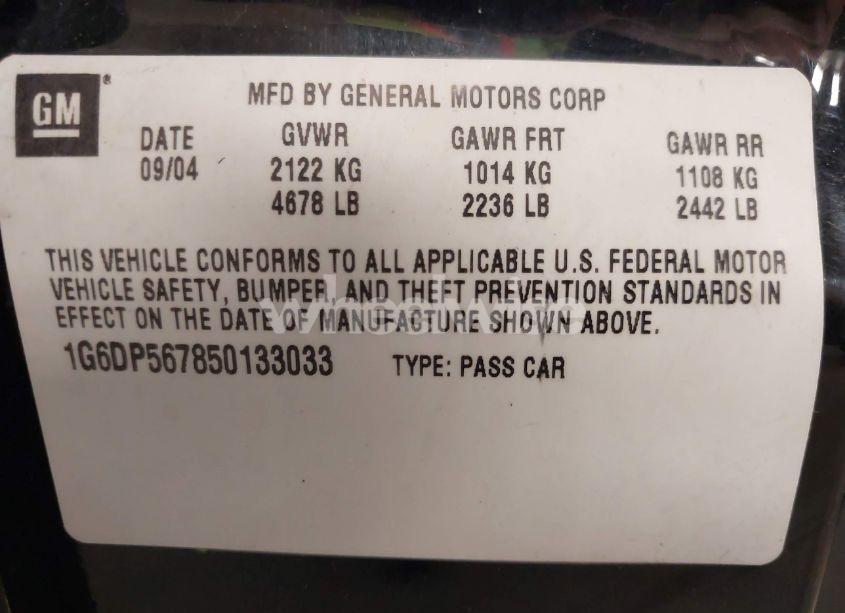 GM ®
MFD BY GENERAL MOTORS CORP
DATE GVWR GAWR FRT GAWR RR
09/04 2122 KG 1014 KG 1108 KG
4678 LB 2236 LB 2442 LB
THIS VEHICLE CONFORMS TO ALL APPLICABLE U.S. FEDERAL MOTOR
VEHICLE SAFETY, BUMPER, AND THEFT PREVENTION STANDARDS IN
EFFECT ON THE DATE OF MANUFACTURE SHOWN ABOVE.
1G6DP567850133033 TYPE: PASS CAR